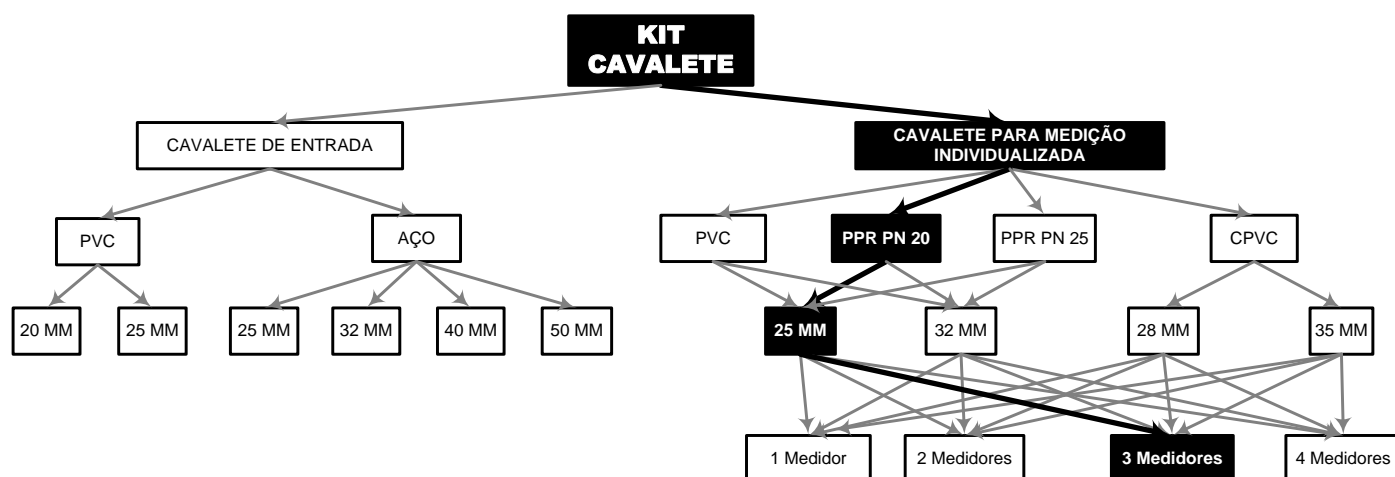 KIT
CAVALETE
CAVALETE DE ENTRADA
CAVALETE PARA MEDIÇÃO
INDIVIDUALIZADA
PVC
AÇO
PVC
PPR PN 20
PPR PN 25
CPVC
20 MM
25 MM
25 MM
32 MM
40 MM
50 MM
25 MM
32 MM
28 MM
35 MM
1 Medidor
2 Medidores
3 Medidores
4 Medidores